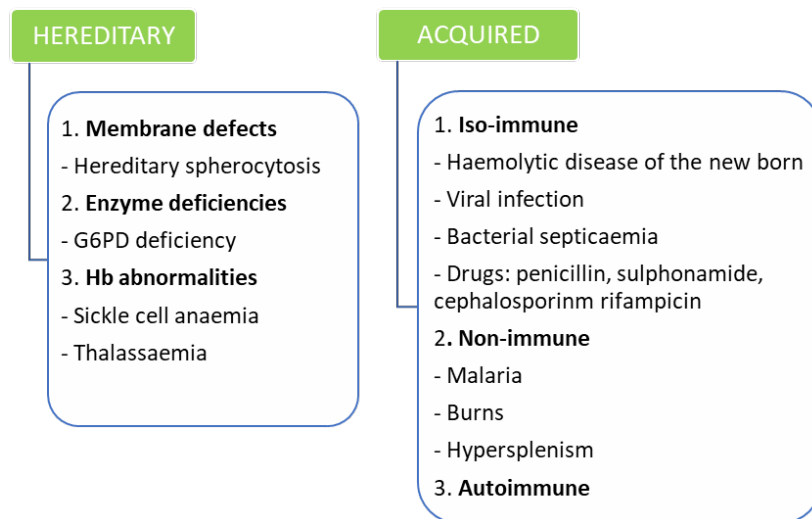 HEREDITARY
1. Membrane defects
- Hereditary spherocytosis
2. Enzyme deficiencies
- G6PD deficiency
3. Hb abnormalities
- Sickle cell anaemia
- Thalassaemia
ACQUIRED
1. Iso-immune
- Haemolytic disease of the new born
- Viral infection
- Bacterial septicaemia
- Drugs: penicillin, sulphonamide,
cephalosporinm rifampicin
2. Non-immune
- Malaria
- Burns
- Hypersplenism
3. Autoimmune